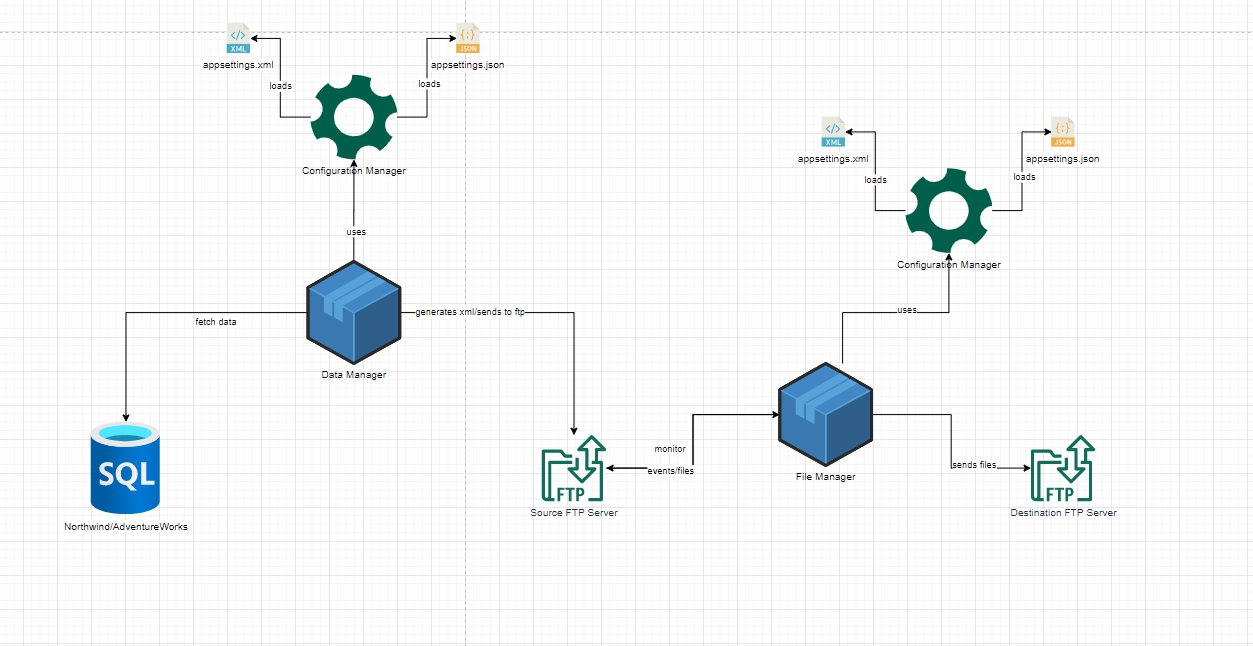 </> XML
{:} JSON
appsettings.xml
appsettings.json
loads
loads
Configuration Manager
uses
</> XML
{:} JSON
appsettings.xml
appsettings.json
loads
loads
Configuration Manager
uses
fetch data
generates xml/sends to ftp
Data Manager
SQL
Northwind/AdventureWorks
monitor
events/files
FTP
Source FTP Server
File Manager
sends files
FTP
Destination FTP Server